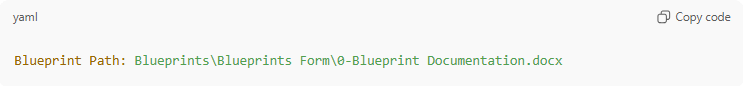 yaml
Copy code
Blueprint Path: Blueprints\Blueprints Form\0-Blueprint Documentation.docx